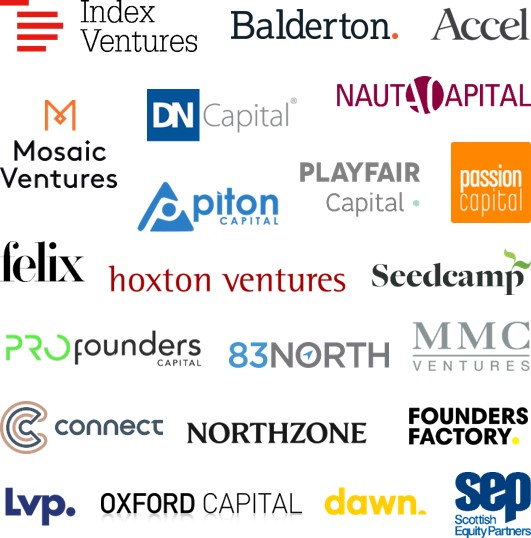 Index
Ventures
Balderton.
Accel
Mosaic
Ventures
DN Capital®
NAUTACAPITAL
piton
CAPITAL
PLAYFAIR
Capital
passion
capital
felix
hoxton ventures
Seedcamp
PROfounders
CAPITAL
83NORTH
MMC
VENTURES
connect
NORTHZONE
FOUNDERS
FACTORY.
Lvp.
OXFORD CAPITAL
dawn.
sep
Scottish
Equity Partners